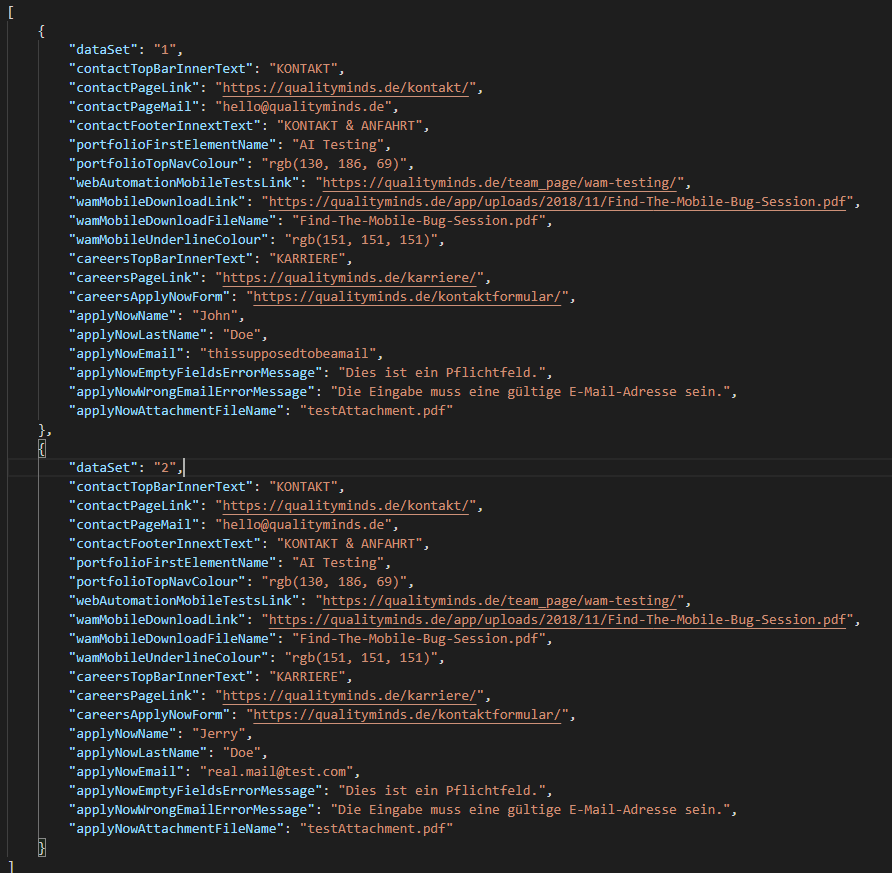 [
{
"dataSet": "1",
"contactTopBarInnerText": "KONTAKT",
"contactPageLink": "https://qualityminds.de/kontakt/",
"contactPageMail": "hello@qualityminds.de",
"contactFooterInnextText": "KONTAKT & ANFAHRT",
"portfolioFirstElementName": "AI Testing",
"portfolioTopNavColour": "rgb(130, 186, 69)",
"webAutomationMobileTestsLink": "https://qualityminds.de/team_page/wam-testing/",
"wamMobileDownloadLink": "https://qualityminds.de/app/uploads/2018/11/Find-The-Mobile-Bug-Session.pdf",
"wamMobileDownloadFileName": "Find-The-Mobile-Bug-Session.pdf",
"wamMobileUnderlineColour": "rgb(151, 151, 151)",
"careersTopBarInnerText": "KARRIERE",
"careersPageLink": "https://qualityminds.de/karriere/",
"careersApplyNowForm": "https://qualityminds.de/kontaktformular/",
"applyNowName": "John",
"applyNowLastName": "Doe",
"applyNowEmail": "thissupposedtobeamail",
"applyNowEmptyFieldsErrorMessage": "Dies ist ein Pflichtfeld.",
"applyNowWrongEmailErrorMessage": "Die Eingabe muss eine gültige E-Mail-Adresse sein.",
"applyNowAttachmentFileName": "testAttachment.pdf"
},
{
"dataSet": "2",
"contactTopBarInnerText": "KONTAKT",
"contactPageLink": "https://qualityminds.de/kontakt/",
"contactPageMail": "hello@qualityminds.de",
"contactFooterInnextText": "KONTAKT & ANFAHRT",
"portfolioFirstElementName": "AI Testing",
"portfolioTopNavColour": "rgb(130, 186, 69)",
"webAutomationMobileTestsLink": "https://qualityminds.de/team_page/wam-testing/",
"wamMobileDownloadLink": "https://qualityminds.de/app/uploads/2018/11/Find-The-Mobile-Bug-Session.pdf",
"wamMobileDownloadFileName": "Find-The-Mobile-Bug-Session.pdf",
"wamMobileUnderlineColour": "rgb(151, 151, 151)",
"careersTopBarInnerText": "KARRIERE",
"careersPageLink": "https://qualityminds.de/karriere/",
"careersApplyNowForm": "https://qualityminds.de/kontaktformular/",
"applyNowName": "Jerry",
"applyNowLastName": "Doe",
"applyNowEmail": "real.mail@test.com",
"applyNowEmptyFieldsErrorMessage": "Dies ist ein Pflichtfeld.",
"applyNowWrongEmailErrorMessage": "Die Eingabe muss eine gültige E-Mail-Adresse sein.",
"applyNowAttachmentFileName": "testAttachment.pdf"
}
]